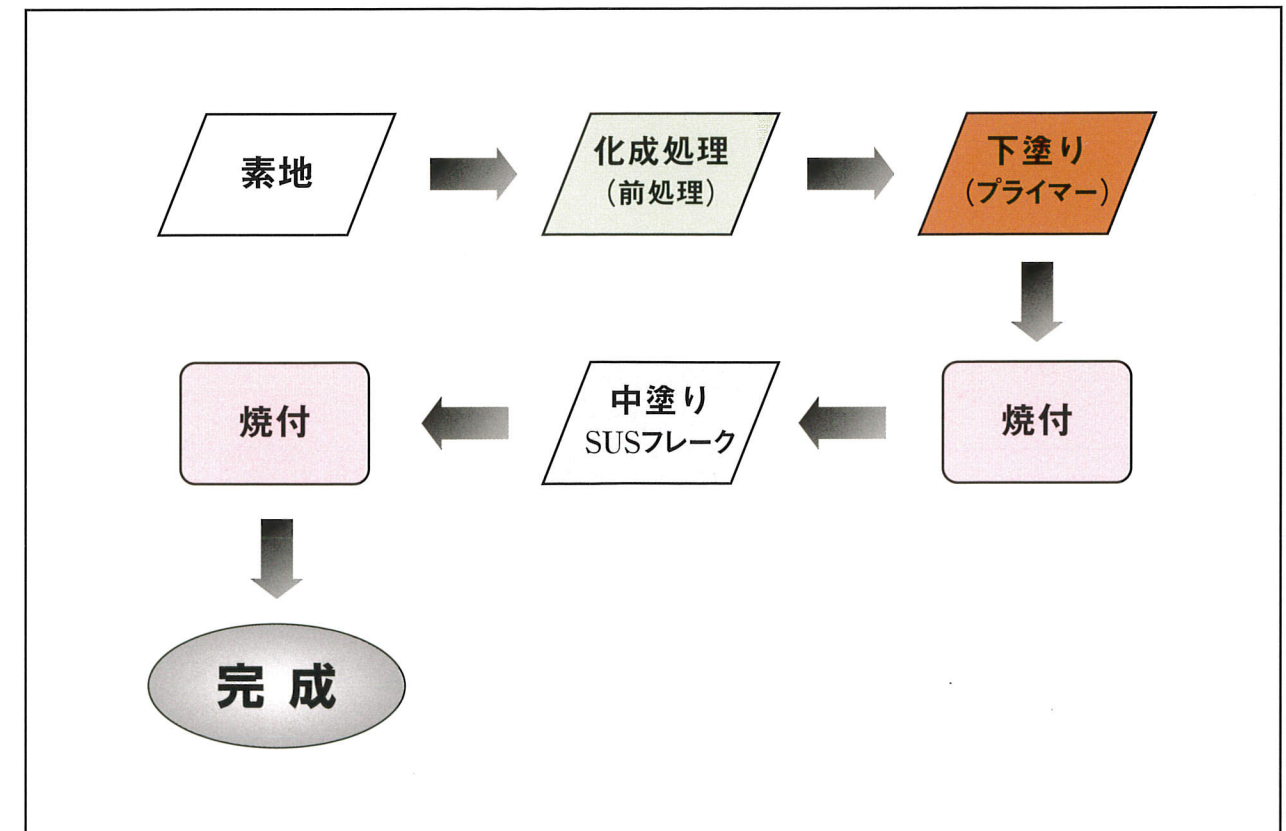 素地
化成処理
(前処理)
下塗り
(プライマー)
焼付
中塗り
SUSフレーク
焼付
完成